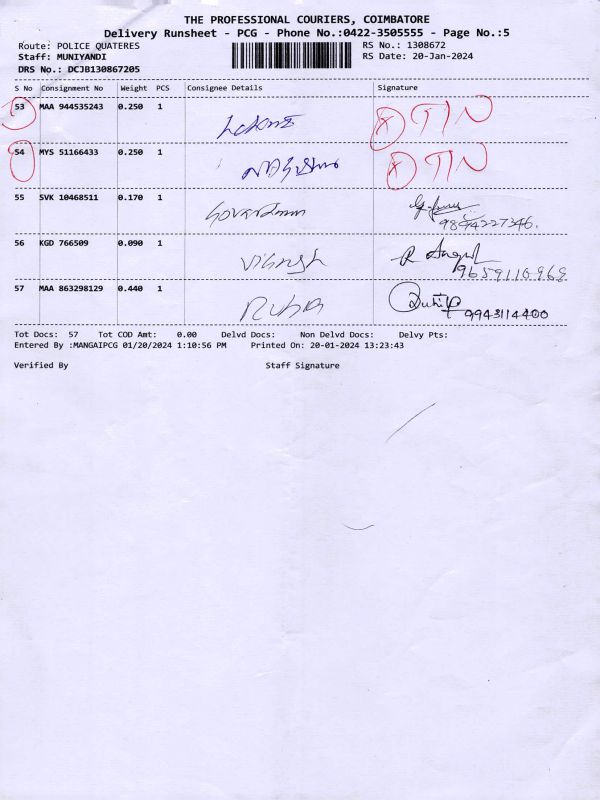 THE PROFESSIONAL COURIERS, COIMBATORE
Delivery Runsheet - PCG - Phone No.:0422-3505555 - Page No.:5
Route: POLICE QUATERES RS No.: 1308672
Staff: MUNIYANDI RS Date: 20-Jan-2024
DRS No.: DCJB130867205
S No Consignment No Weight PCS Consignee Details Signature
53 MAA 944535243 0.250 1 TIN
54 MYS 51166433 0.250 1 TIN
55 SVK 10468511 0.170 1 Govardhanan
9894227346.
56 KGD 766509 0.090 1 Vignesh R
9659110968
57 MAA 863298129 0.440 1 9943114400
Tot Docs: 57 Tot COD Amt: 0.00 Delvd Docs: Non Delvd Docs: Delvy Pts:
Entered By :MANGAIPCG 01/20/2024 1:10:56 PM Printed On: 20-01-2024 13:23:43
Verified By Staff Signature